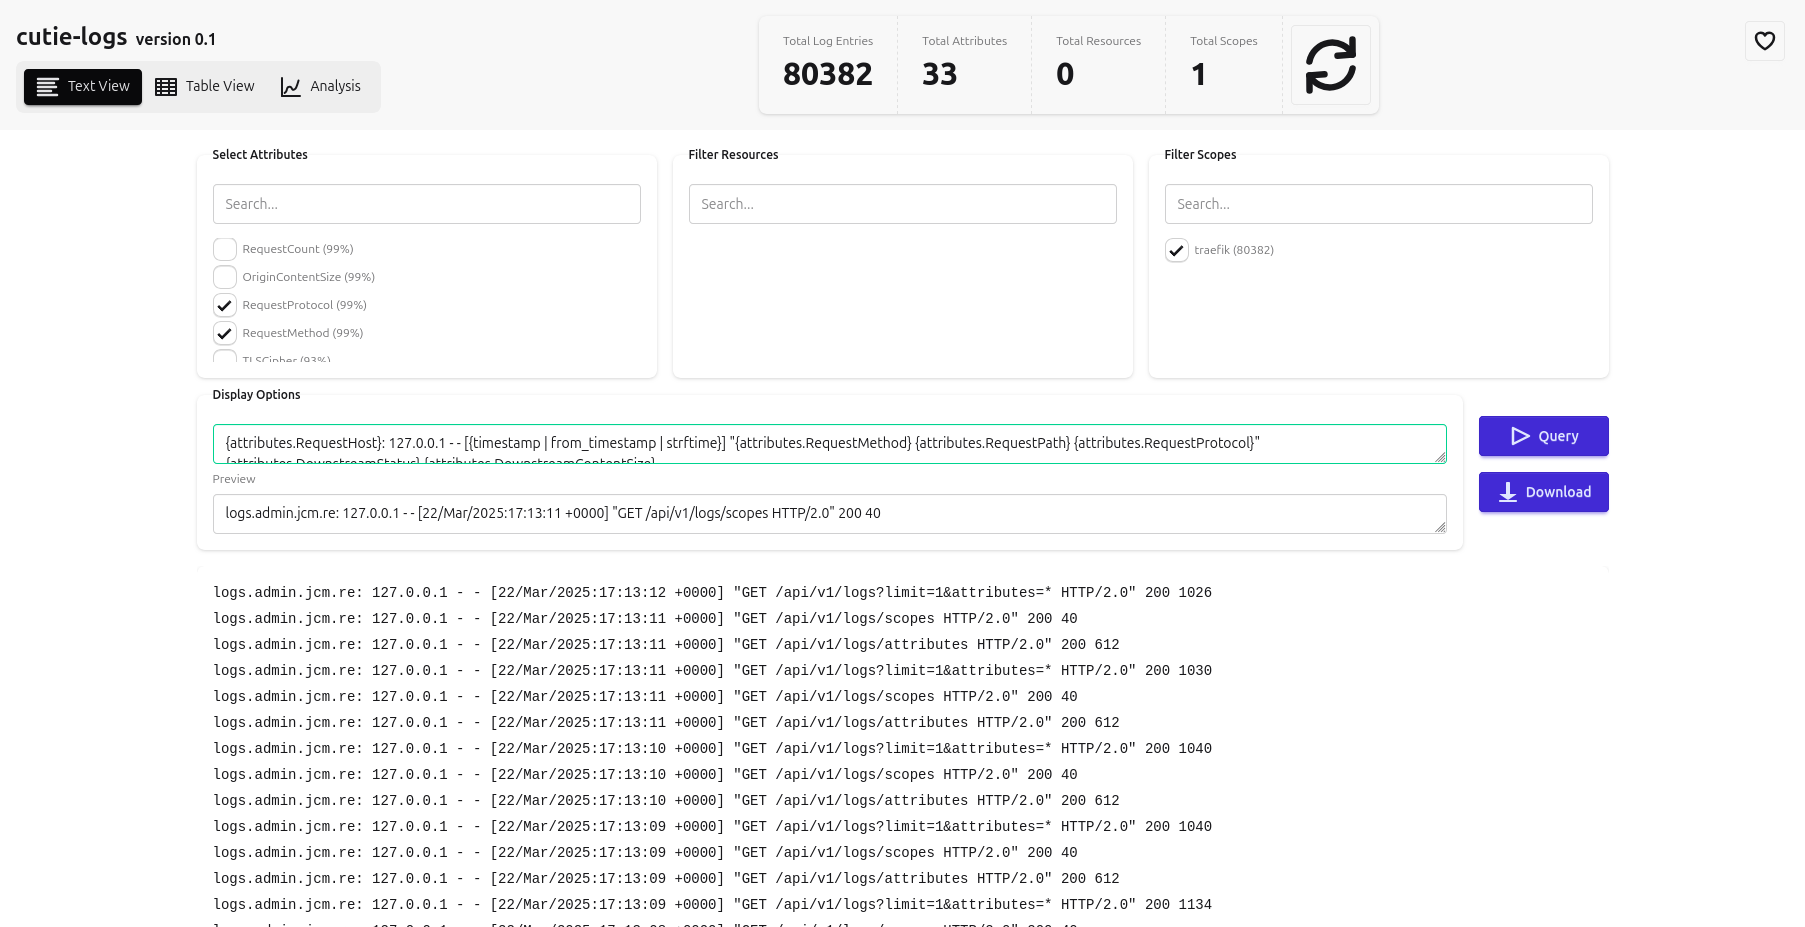 cutie-logs version 0.1
Text View
Table View
Analysis
Total Log Entries
80382
Total Attributes
33
Total Resources
0
Total Scopes
1
Select Attributes
Search...
RequestCount (99%)
OriginContentSize (99%)
RequestProtocol (99%)
RequestMethod (99%)
TLSCipher (93%)
Filter Resources
Search...
Filter Scopes
Search...
traefik (80382)
Display Options
{attributes.RequestHost}: 127.0.0.1 - - [{timestamp | from_timestamp | strftime}] "{attributes.RequestMethod} {attributes.RequestPath} {attributes.RequestProtocol}"
{attributes.DownstreamStatus} {attributes.DownstreamContentSize}
Preview
logs.admin.jcm.re: 127.0.0.1 - - [22/Mar/2025:17:13:11 +0000] "GET /api/v1/logs/scopes HTTP/2.0" 200 40
Query
Download
logs.admin.jcm.re: 127.0.0.1 - - [22/Mar/2025:17:13:12 +0000] "GET /api/v1/logs?limit=1&attributes=* HTTP/2.0" 200 1026
logs.admin.jcm.re: 127.0.0.1 - - [22/Mar/2025:17:13:11 +0000] "GET /api/v1/logs/scopes HTTP/2.0" 200 40
logs.admin.jcm.re: 127.0.0.1 - - [22/Mar/2025:17:13:11 +0000] "GET /api/v1/logs/attributes HTTP/2.0" 200 612
logs.admin.jcm.re: 127.0.0.1 - - [22/Mar/2025:17:13:11 +0000] "GET /api/v1/logs?limit=1&attributes=* HTTP/2.0" 200 1030
logs.admin.jcm.re: 127.0.0.1 - - [22/Mar/2025:17:13:11 +0000] "GET /api/v1/logs/scopes HTTP/2.0" 200 40
logs.admin.jcm.re: 127.0.0.1 - - [22/Mar/2025:17:13:11 +0000] "GET /api/v1/logs/attributes HTTP/2.0" 200 612
logs.admin.jcm.re: 127.0.0.1 - - [22/Mar/2025:17:13:10 +0000] "GET /api/v1/logs?limit=1&attributes=* HTTP/2.0" 200 1040
logs.admin.jcm.re: 127.0.0.1 - - [22/Mar/2025:17:13:10 +0000] "GET /api/v1/logs/scopes HTTP/2.0" 200 40
logs.admin.jcm.re: 127.0.0.1 - - [22/Mar/2025:17:13:10 +0000] "GET /api/v1/logs/attributes HTTP/2.0" 200 612
logs.admin.jcm.re: 127.0.0.1 - - [22/Mar/2025:17:13:09 +0000] "GET /api/v1/logs?limit=1&attributes=* HTTP/2.0" 200 1040
logs.admin.jcm.re: 127.0.0.1 - - [22/Mar/2025:17:13:09 +0000] "GET /api/v1/logs/scopes HTTP/2.0" 200 40
logs.admin.jcm.re: 127.0.0.1 - - [22/Mar/2025:17:13:09 +0000] "GET /api/v1/logs/attributes HTTP/2.0" 200 612
logs.admin.jcm.re: 127.0.0.1 - - [22/Mar/2025:17:13:09 +0000] "GET /api/v1/logs?limit=1&attributes=* HTTP/2.0" 200 1134